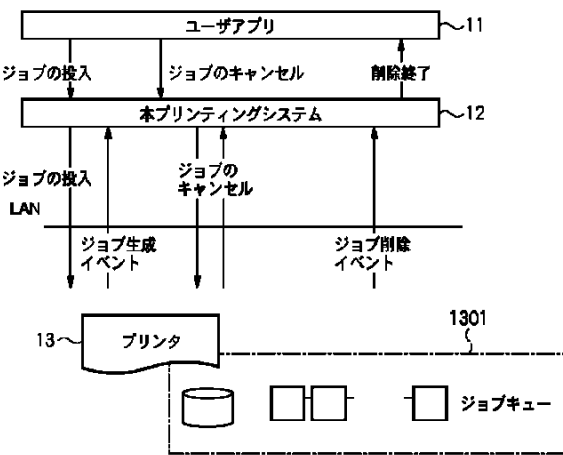 ユーザアプリ
11
ジョブの投入
ジョブのキャンセル
削除終了
本プリンティングシステム
12
ジョブの投入
ジョブの
キャンセル
LAN
ジョブ生成
イベント
ジョブ削除
イベント
13
プリンタ
1301
ジョブキュー